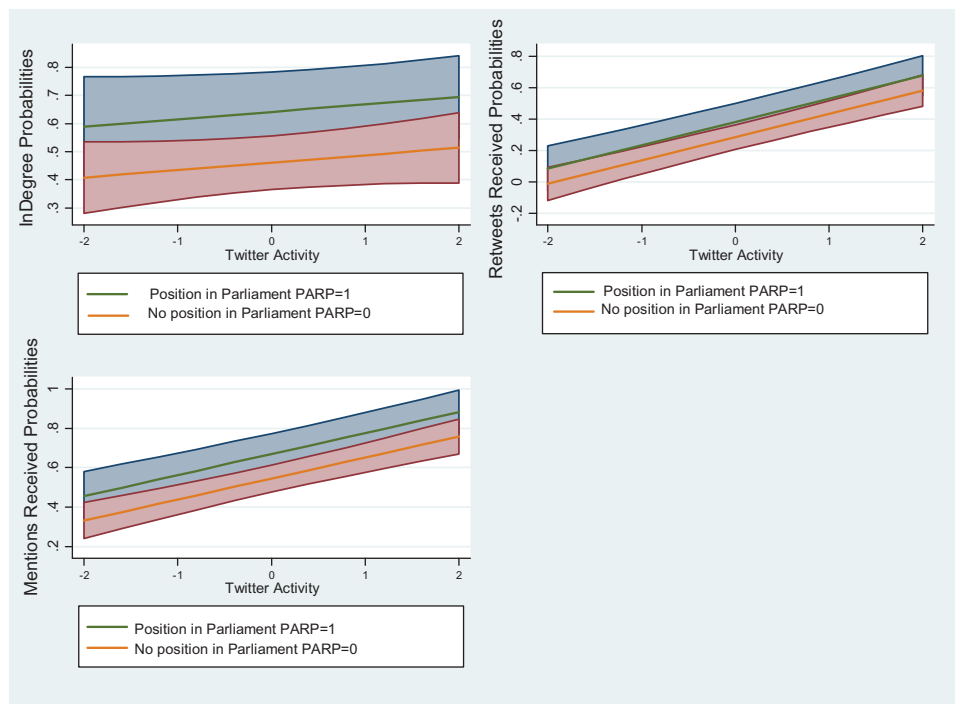 InDegree Probabilities
.8
.7
.6
.5
.4
.3
-2
-1
0
1
2
Twitter Activity
Position in Parliament PARP=1
No position in Parliament PARP=0
Retweets Received Probabilities
.8
.6
.4
.2
0
-.2
-2
-1
0
1
2
Twitter Activity
Position in Parliament PARP=1
No position in Parliament PARP=0
Mentions Received Probabilities
1
.8
.6
.4
.2
-2
-1
0
1
2
Twitter Activity
Position in Parliament PARP=1
No position in Parliament PARP=0